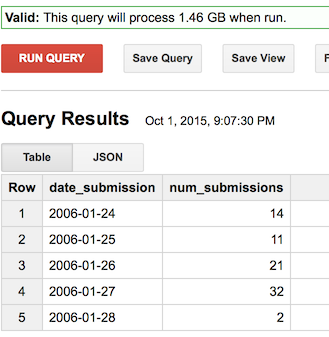 Valid: This query will process 1.46 GB when run.
RUN QUERY Save Query Save View
Query Results Oct 1, 2015, 9:07:30 PM
Table JSON
Row date_submission num_submissions
1 2006-01-24 14
2 2006-01-25 11
3 2006-01-26 21
4 2006-01-27 32
5 2006-01-28 2